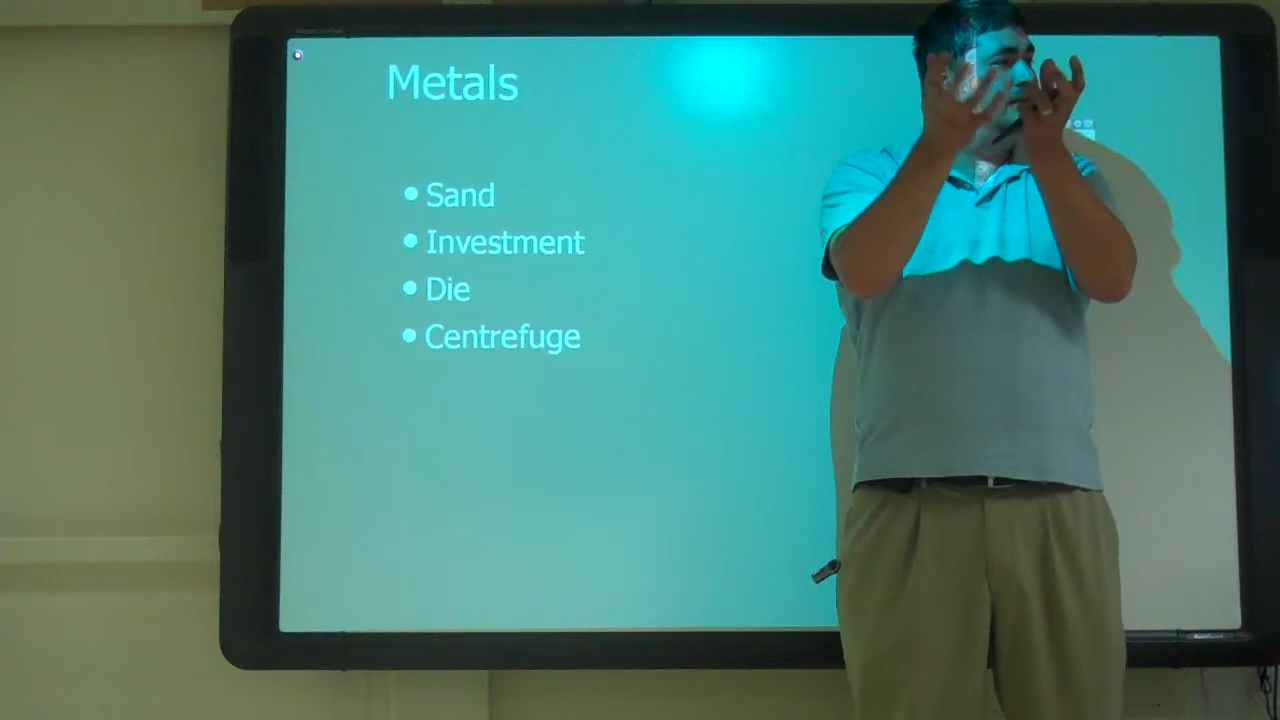 Metals
• Sand
• Investment
• Die
• Centrefuge